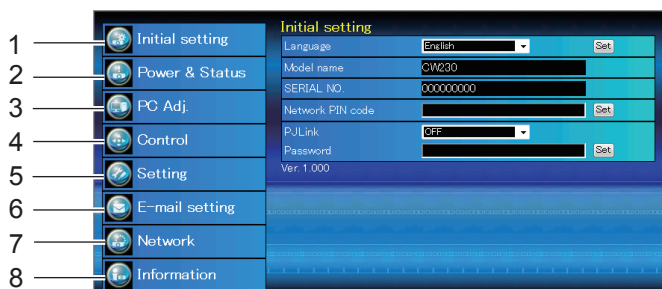 1 Initial setting
2 Power & Status
3 PC Adj.
4 Control
5 Setting
6 E-mail setting
7 Network
8 Information
Initial setting
Language English Set
Model name CW230
SERIAL NO. 000000000
Network PIN code Set
PJLink OFF
Password Set
Ver. 1.000